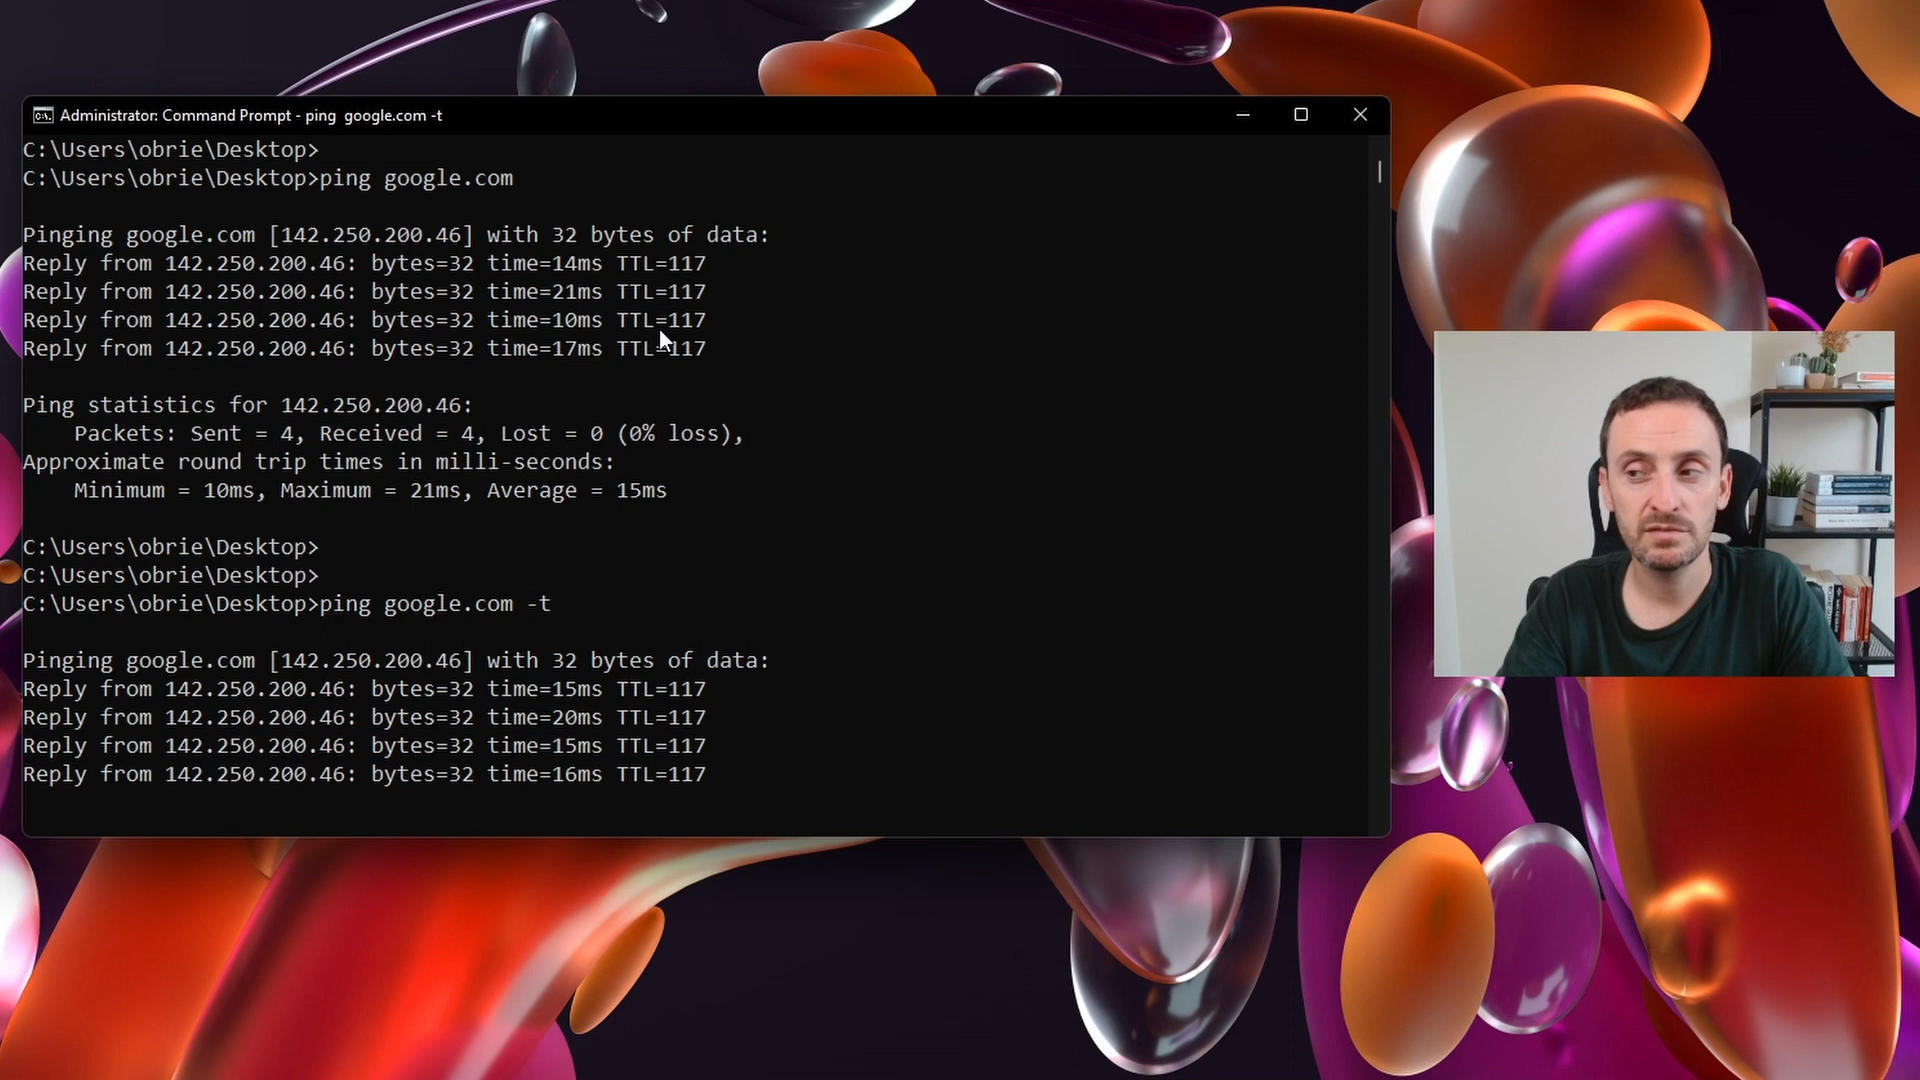 Administrator: Command Prompt - ping  google.com -t
C:\Users\obrie\Desktop>
C:\Users\obrie\Desktop>ping google.com
Pinging google.com [142.250.200.46] with 32 bytes of data:
Reply from 142.250.200.46: bytes=32 time=14ms TTL=117
Reply from 142.250.200.46: bytes=32 time=21ms TTL=117
Reply from 142.250.200.46: bytes=32 time=10ms TTL=117
Reply from 142.250.200.46: bytes=32 time=17ms TTL=117
Ping statistics for 142.250.200.46:
    Packets: Sent = 4, Received = 4, Lost = 0 (0% loss),
Approximate round trip times in milli-seconds:
    Minimum = 10ms, Maximum = 21ms, Average = 15ms
C:\Users\obrie\Desktop>
C:\Users\obrie\Desktop>
C:\Users\obrie\Desktop>ping google.com -t
Pinging google.com [142.250.200.46] with 32 bytes of data:
Reply from 142.250.200.46: bytes=32 time=15ms TTL=117
Reply from 142.250.200.46: bytes=32 time=20ms TTL=117
Reply from 142.250.200.46: bytes=32 time=15ms TTL=117
Reply from 142.250.200.46: bytes=32 time=16ms TTL=117